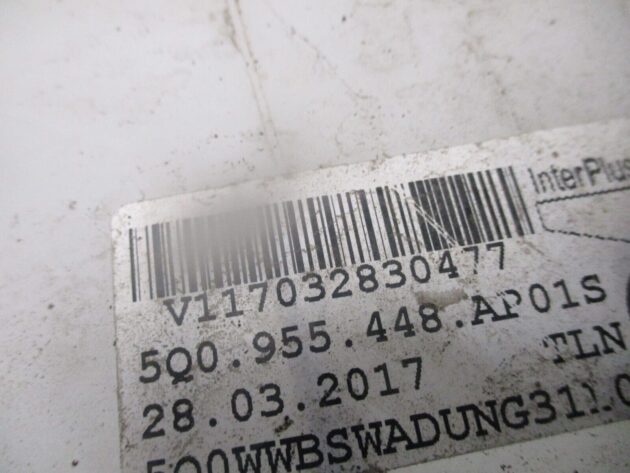 InterPlus
V117032830477
5Q0.955.448.AP01S
TLN
28.03.2017